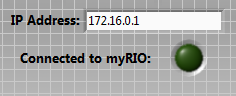 IP Address: 172.16.0.1
Connected to myRIO: